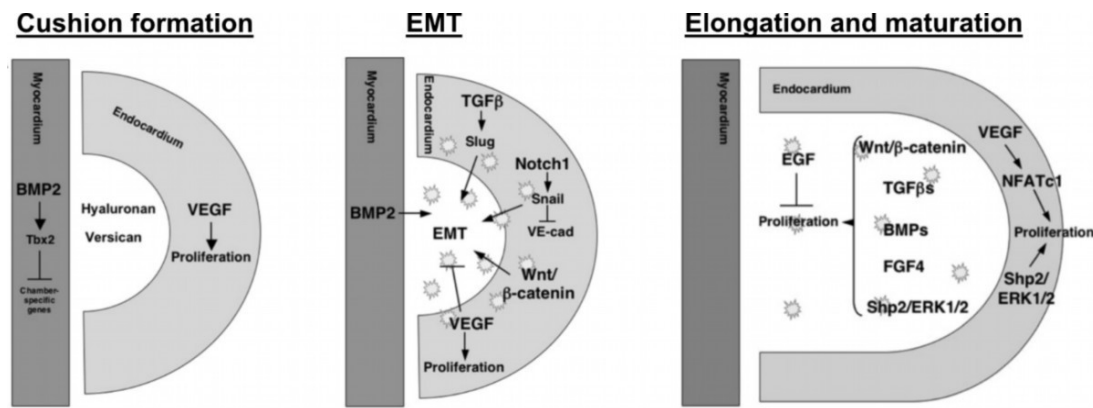 Cushion formation
Myocardium
BMP2
Tbx2
Chamber-
specific
genes
Endocardium
Hyaluronan
Versican
VEGF
Proliferation
EMT
Myocardium
BMP2
Endocardium
TGFβ
Slug
Notch1
Snail
VE-cad
EMT
Wnt/
β-catenin
VEGF
Proliferation
Elongation and maturation
Myocardium
Endocardium
EGF
Proliferation
Wnt/β-catenin
TGFβs
BMPs
FGF4
Shp2/ERK1/2
VEGF
NFATc1
Proliferation
Shp2/
ERK1/2